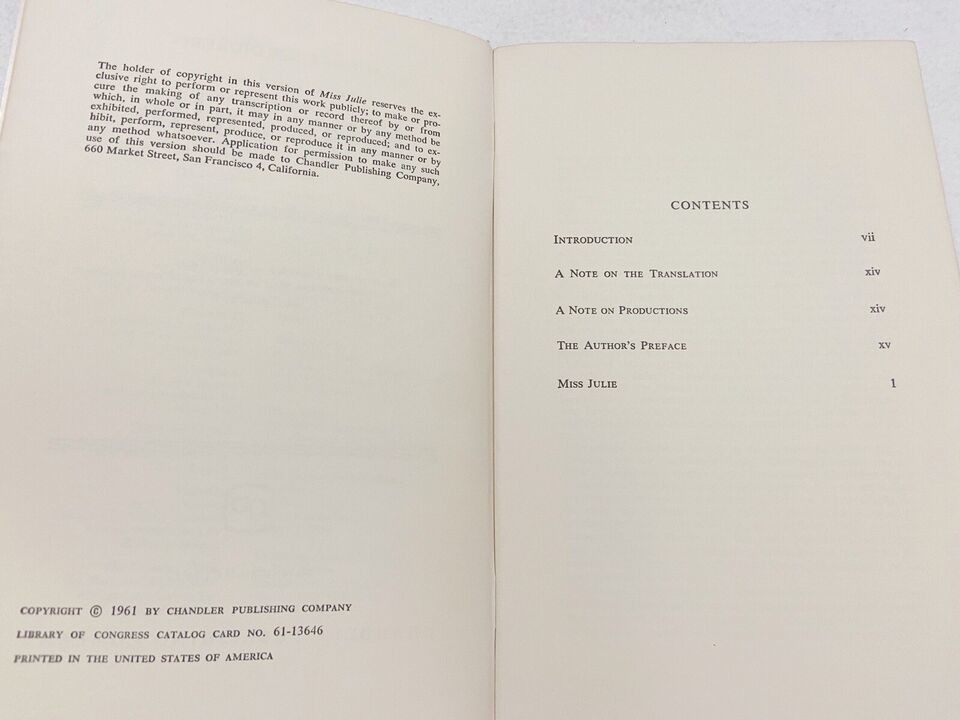 The holder of copyright in this version of Miss Julie reserves the ex-
clusive right to perform or represent this work publicly; to make or pro-
cure the making of any transcription or record thereof by or from
which, in whole or in part, it may in any manner or by any method be
exhibited, performed, represented, produced, or reproduced; and to ex-
hibit, perform, represent, produce, or reproduce it in any manner or by
any method whatsoever. Application for permission to make any such
use of this version should be made to Chandler Publishing Company,
660 Market Street, San Francisco 4, California.
COPYRIGHT © 1961 BY CHANDLER PUBLISHING COMPANY
LIBRARY OF CONGRESS CATALOG CARD NO. 61-13646
PRINTED IN THE UNITED STATES OF AMERICA
CONTENTS
INTRODUCTION vii
A NOTE ON THE TRANSLATION xiv
A NOTE ON PRODUCTIONS xiv
THE AUTHOR'S PREFACE xv
MISS JULIE 1